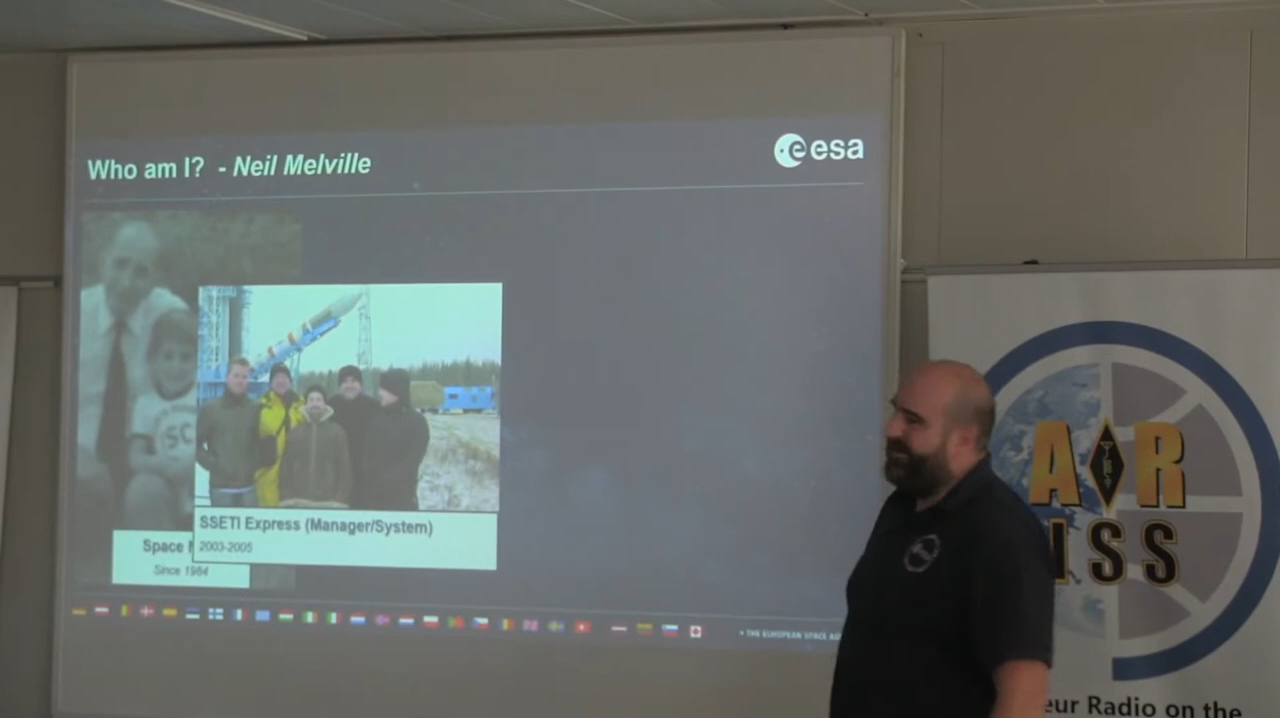 Who am I? - Neil Melville
esa
SC
SSETI Express (Manager/System)
2003-2005
Space
Since 1984
THE EUROPEAN SPACE
A R
ISS
eur Radio on the